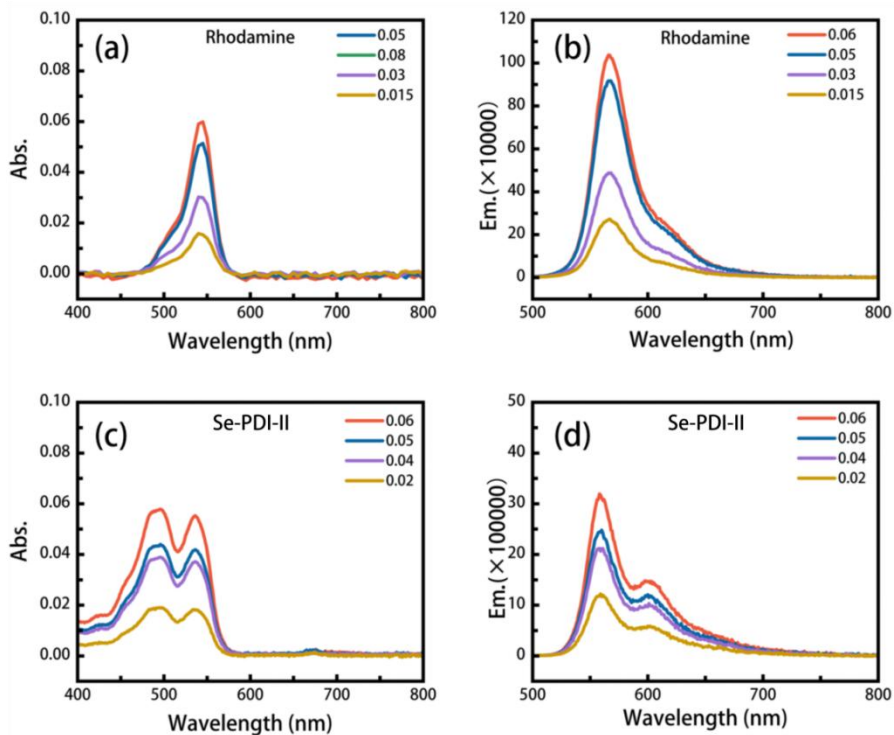 (a)
Rhodamine
0.05
0.08
0.03
0.015
0.10
0.08
0.06
0.04
0.02
0.00
Abs.
400 500 600 700 800
Wavelength (nm)
(b)
Rhodamine
0.06
0.05
0.03
0.015
120
100
80
60
40
20
0
Em.(×10000)
500 600 700 800
Wavelength (nm)
(c)
Se-PDI-II
0.06
0.05
0.04
0.02
0.10
0.08
0.06
0.04
0.02
0.00
Abs.
400 500 600 700 800
Wavelength (nm)
(d)
Se-PDI-II
0.06
0.05
0.04
0.02
50
40
30
20
10
0
Em.(×100000)
500 600 700 800
Wavelength (nm)